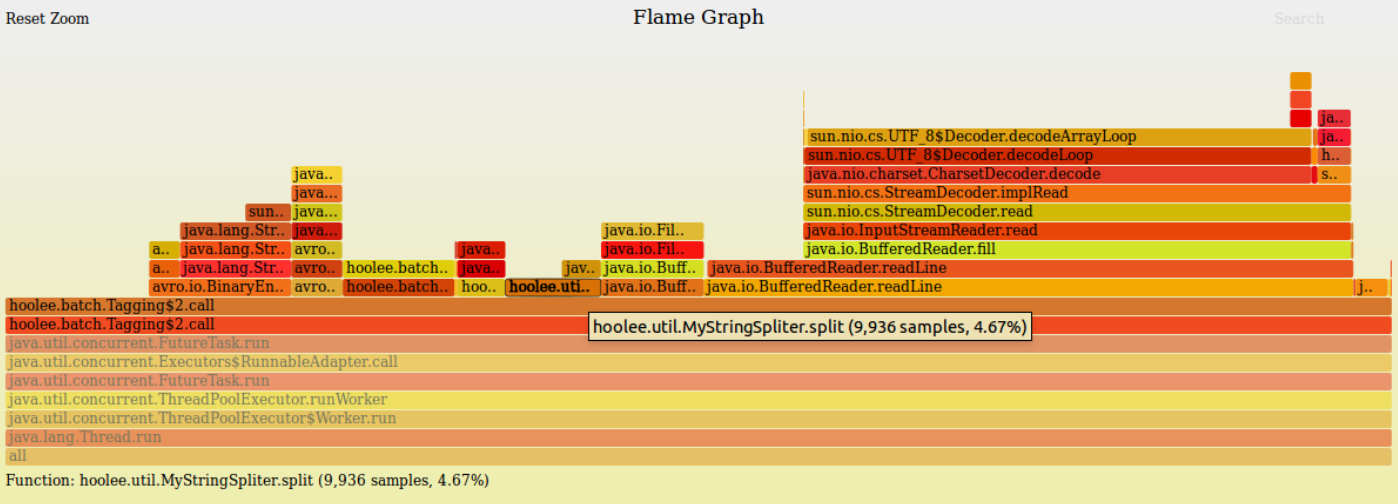 Reset Zoom Flame Graph Search
ja..
sun.nio.cs.UTF_8$Decoder.decodeArrayLoop ja..
sun.nio.cs.UTF_8$Decoder.decodeLoop h..
java.. java.nio.charset.CharsetDecoder.decode s..
java... sun.nio.cs.StreamDecoder.implRead
sun.. java... sun.nio.cs.StreamDecoder.read
java.lang.Str.. java... java.io.Fil.. java.io.InputStreamReader.read
a.. java.lang.Str.. avro.. java.. java.io.Fil.. java.io.BufferedReader.fill
a.. java.lang.Str.. avro... hoolee.batch.. java.. jav.. java.io.Buff.. java.io.BufferedReader.readLine
avro.io.BinaryEn.. avro.. hoolee.batch.. hoo.. hoolee.uti.. java.io.Buff.. java.io.BufferedReader.readLine j..
hoolee.batch.Tagging$2.call
hoolee.batch.Tagging$2.call
hoolee.util.MyStringSpliter.split (9,936 samples, 4.67%)
java.util.concurrent.FutureTask.run
java.util.concurrent.Executors$RunnableAdapter.call
java.util.concurrent.FutureTask.run
java.util.concurrent.ThreadPoolExecutor.runWorker
java.util.concurrent.ThreadPoolExecutor$Worker.run
java.lang.Thread.run
all
Function: hoolee.util.MyStringSpliter.split (9,936 samples, 4.67%)